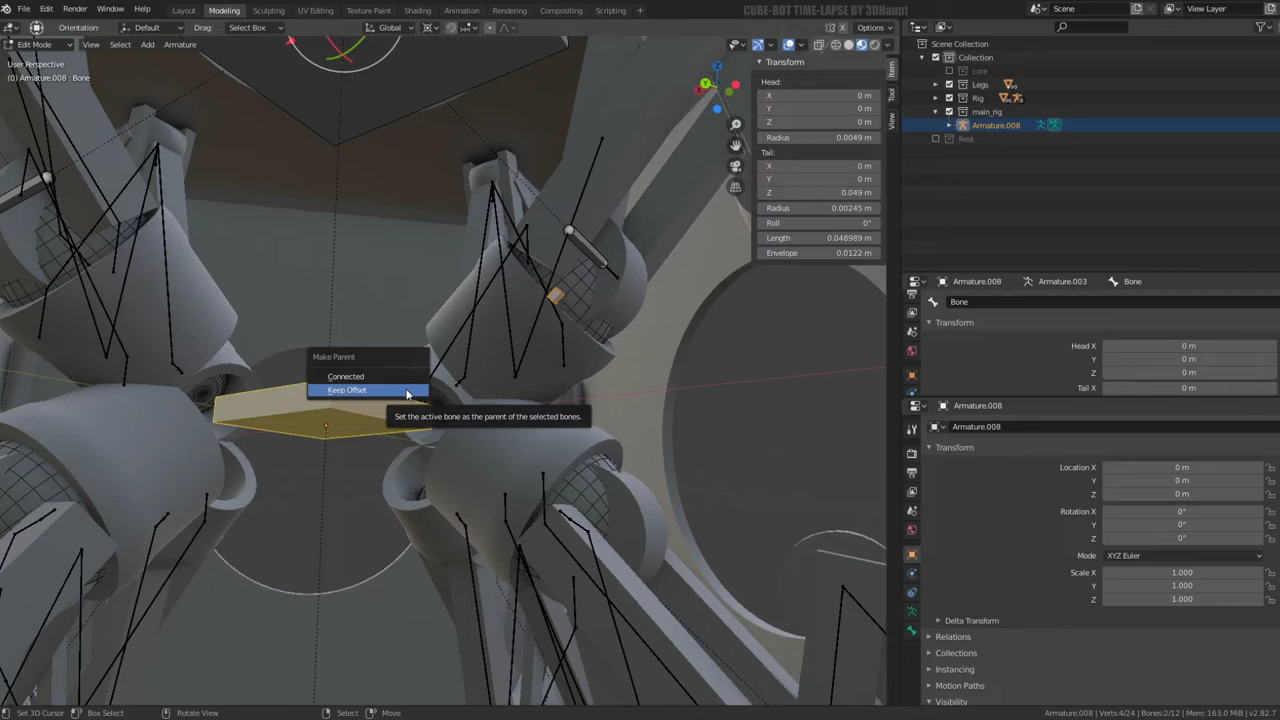 File Edit Render Window Help Layout Modeling Sculpting UV Editing Texture Paint Shading Animation Rendering Compositing Scripting CUBE-BOT TIME-LAPSE BY 3DHaupt Scene View Layer
Orientation: Default Drag: Select Box Global Options
Edit Mode View Select Add Armature
User Perspective
(0) Armature.008 : Bone
Transform
Head:
X 0 m
Y 0 m
Z 0 m
Radius 0.0049 m
Tail:
X 0 m
Y 0 m
Z 0.049 m
Radius 0.00245 m
Roll 0°
Length 0.048989 m
Envelope 0.0122 m
Item
Tool
View
X
Y
Z
Make Parent
Connected
Keep Offset
Set the active bone as the parent of the selected bones.
Scene Collection
Collection
core
Legs
Rig
main_rig
Armature.008
Rest
Armature.008 Armature.003 Bone
Bone
Transform
Head X 0 m
Y 0 m
Z 0 m
Tail X 0 m
Armature.008
Armature.008
Transform
Location X 0 m
Y 0 m
Z 0 m
Rotation X 0°
Y 0°
Z 0°
Mode XYZ Euler
Scale X 1.000
Y 1.000
Z 1.000
Delta Transform
Relations
Collections
Instancing
Motion Paths
Visibility
Set 3D Cursor Box Select Rotate View Select Move Armature.008 | Verts:4/24 | Bones:2/12 | Mem: 163.0 MiB | v2.82.7